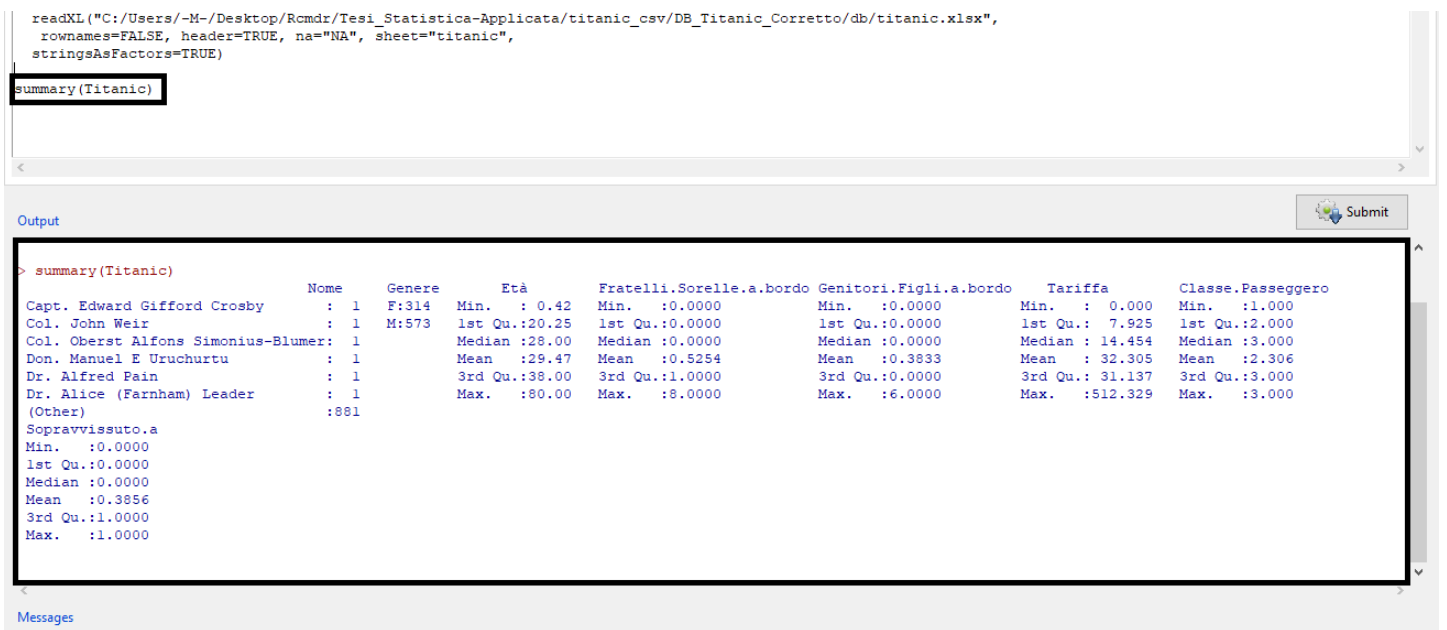 readXL("C:/Users/-M-/Desktop/Rcmdr/Tesi_Statistica-Applicata/titanic_csv/DB_Titanic_Corretto/db/titanic.xlsx",
rownames=FALSE, header=TRUE, na="NA", sheet="titanic",
stringsAsFactors=TRUE)
summary(Titanic)
Submit
Output
> summary(Titanic)
Nome Genere Età Fratelli.Sorelle.a.bordo Genitori.Figli.a.bordo Tariffa Classe.Passeggero
Capt. Edward Gifford Crosby : 1 F:314 Min. : 0.42 Min. :0.0000 Min. :0.0000 Min. : 0.000 Min. :1.000
Col. John Weir : 1 M:573 1st Qu.:20.25 1st Qu.:0.0000 1st Qu.:0.0000 1st Qu.: 7.925 1st Qu.:2.000
Col. Oberst Alfons Simonius-Blumer: 1 Median :28.00 Median :0.0000 Median :0.0000 Median : 14.454 Median :3.000
Don. Manuel E Uruchurtu : 1 Mean :29.47 Mean :0.5254 Mean :0.3833 Mean : 32.305 Mean :2.306
Dr. Alfred Pain : 1 3rd Qu.:38.00 3rd Qu.:1.0000 3rd Qu.:0.0000 3rd Qu.: 31.137 3rd Qu.:3.000
Dr. Alice (Farnham) Leader : 1 Max. :80.00 Max. :8.0000 Max. :6.0000 Max. :512.329 Max. :3.000
(Other) :881
Sopravvissuto.a
Min. :0.0000
1st Qu.:0.0000
Median :0.0000
Mean :0.3856
3rd Qu.:1.0000
Max. :1.0000
Messages